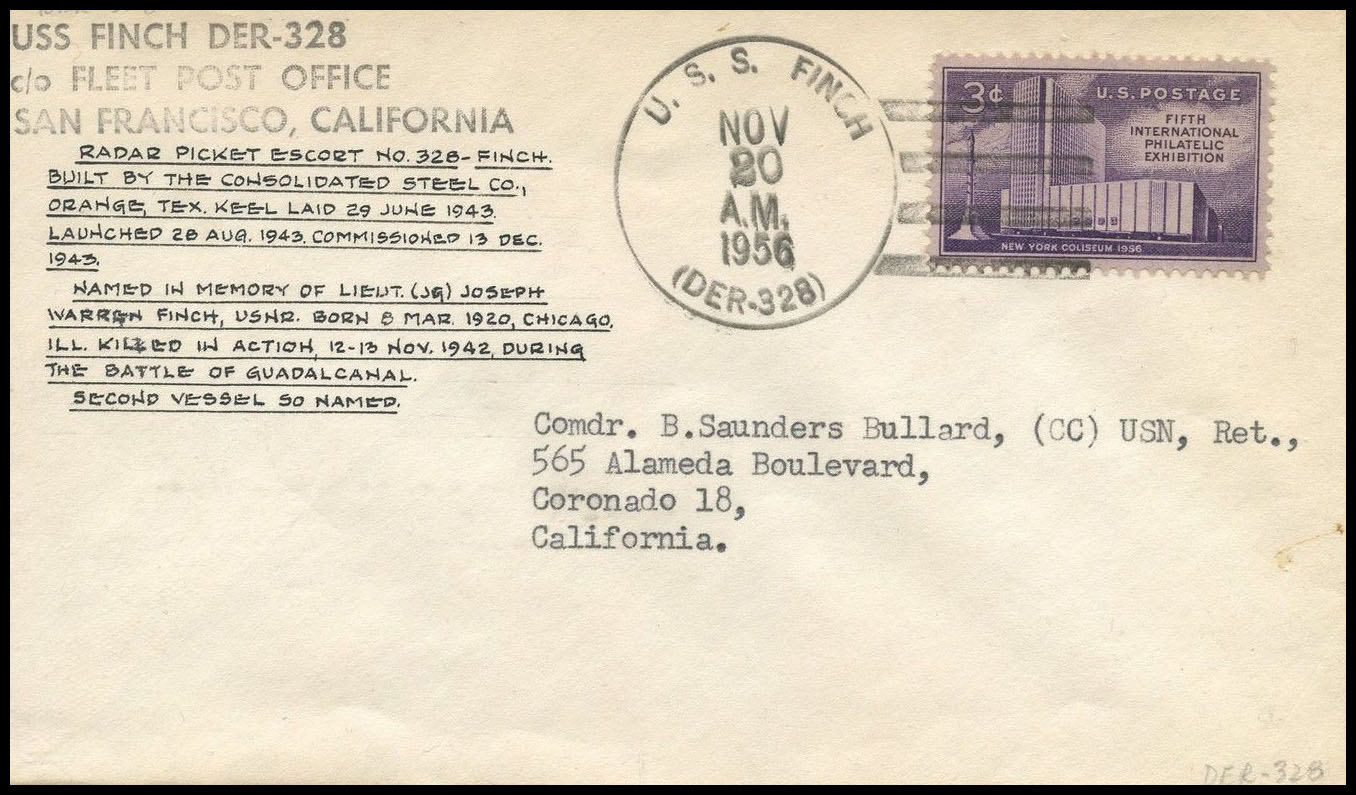 USS FINCH DER-328
c/o FLEET POST OFFICE
SAN FRANCISCO, CALIFORNIA
RADAR PICKET ESCORT NO. 328-FINCH.
BUILT BY THE CONSOLIDATED STEEL CO.,
ORANGE, TEX. KEEL LAID 29 JUNE 1943.
LAUNCHED 28 AUG. 1943. COMMISSIONED 13 DEC.
1943.
NAMED IN MEMORY OF LIEUT. (JG) JOSEPH
WARREN FINCH, USNR. BORN 8 MAR. 1920, CHICAGO,
ILL. KILLED IN ACTION, 12-13 NOV. 1942, DURING
THE BATTLE OF GUADALCANAL.
SECOND VESSEL SO NAMED.
U. S. S. FINCH
NOV
20
A.M.
1956
(DER-328)
3¢
U.S. POSTAGE
FIFTH
INTERNATIONAL
PHILATELIC
EXHIBITION
NEW YORK COLISEUM 1956
Comdr. B.Saunders Bullard, (CC) USN, Ret.,
565 Alameda Boulevard,
Coronado 18,
California.
DER-328